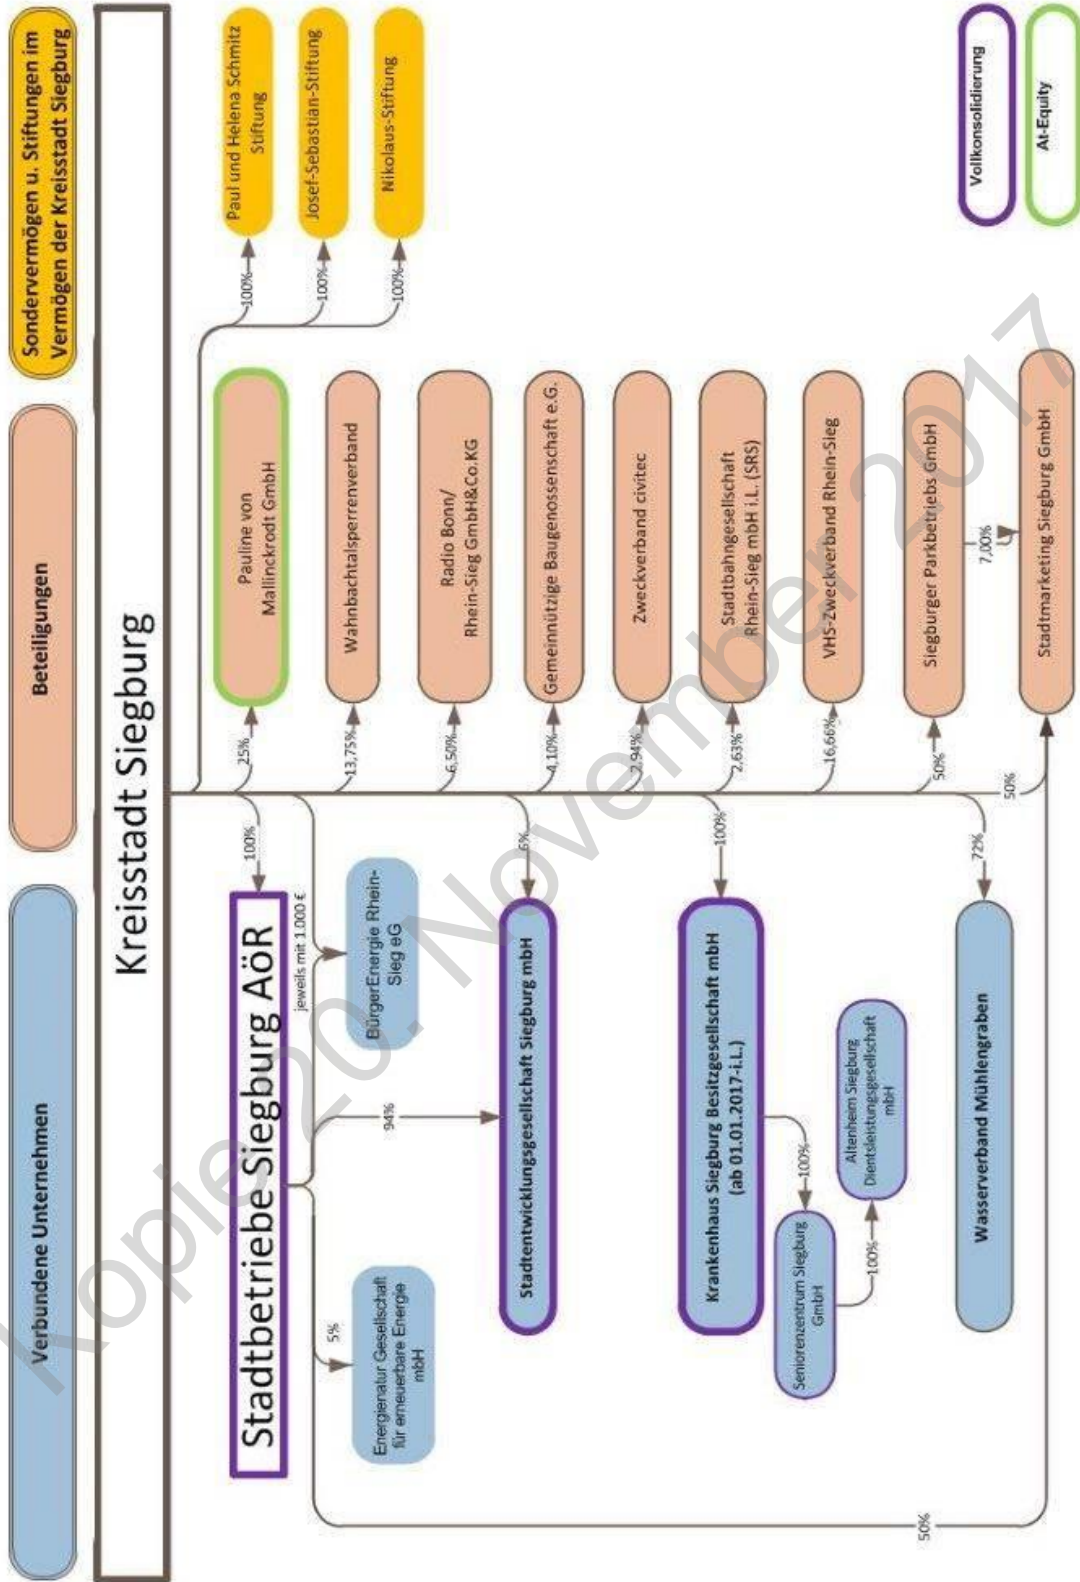 Verbundene Unternehmen
Beteiligungen
Sondervermögen u. Stiftungen im
Vermögen der Kreisstadt Siegburg
Kreisstadt Siegburg
Stadtbetriebe Siegburg AöR
100%
25%
Pauline von
Mallinckrodt GmbH
100%
Paul und Helena Schmitz
Stiftung
100%
Josef-Sebastian-Stiftung
100%
Nikolaus-Stiftung
jeweils mit 1.000 €
5%
Energienatur Gesellschaft
für erneuerbare Energie
mbH
94%
BürgerEnergie Rhein-
Sieg eG
13,75%
Wahnbachtalsperrenverband
6,50%
Radio Bonn/
Rhein-Sieg GmbH&Co.KG
Stadtentwicklungsgesellschaft Siegburg mbH
6%
4,10%
Gemeinnützige Baugenossenschaft e.G.
2,94%
Zweckverband civitec
Krankenhaus Siegburg Besitzgesellschaft mbH
(ab 01.01.2017-i.L.)
100%
2,63%
Stadtbahngesellschaft
Rhein-Sieg mbH i.L. (SRS)
100%
Seniorenzentrum Siegburg
GmbH
100%
Altenheim Siegburg
Dientsleistungsgesellschaft
mbH
16,66%
VHS-Zweckverband Rhein-Sieg
50%
Siegburger Parkbetriebs GmbH
7,00%
Wasserverband Mühlengraben
72%
50%
50%
Stadtmarketing Siegburg GmbH
Vollkonsolidierung
At-Equity
Kopie 20. November 2017